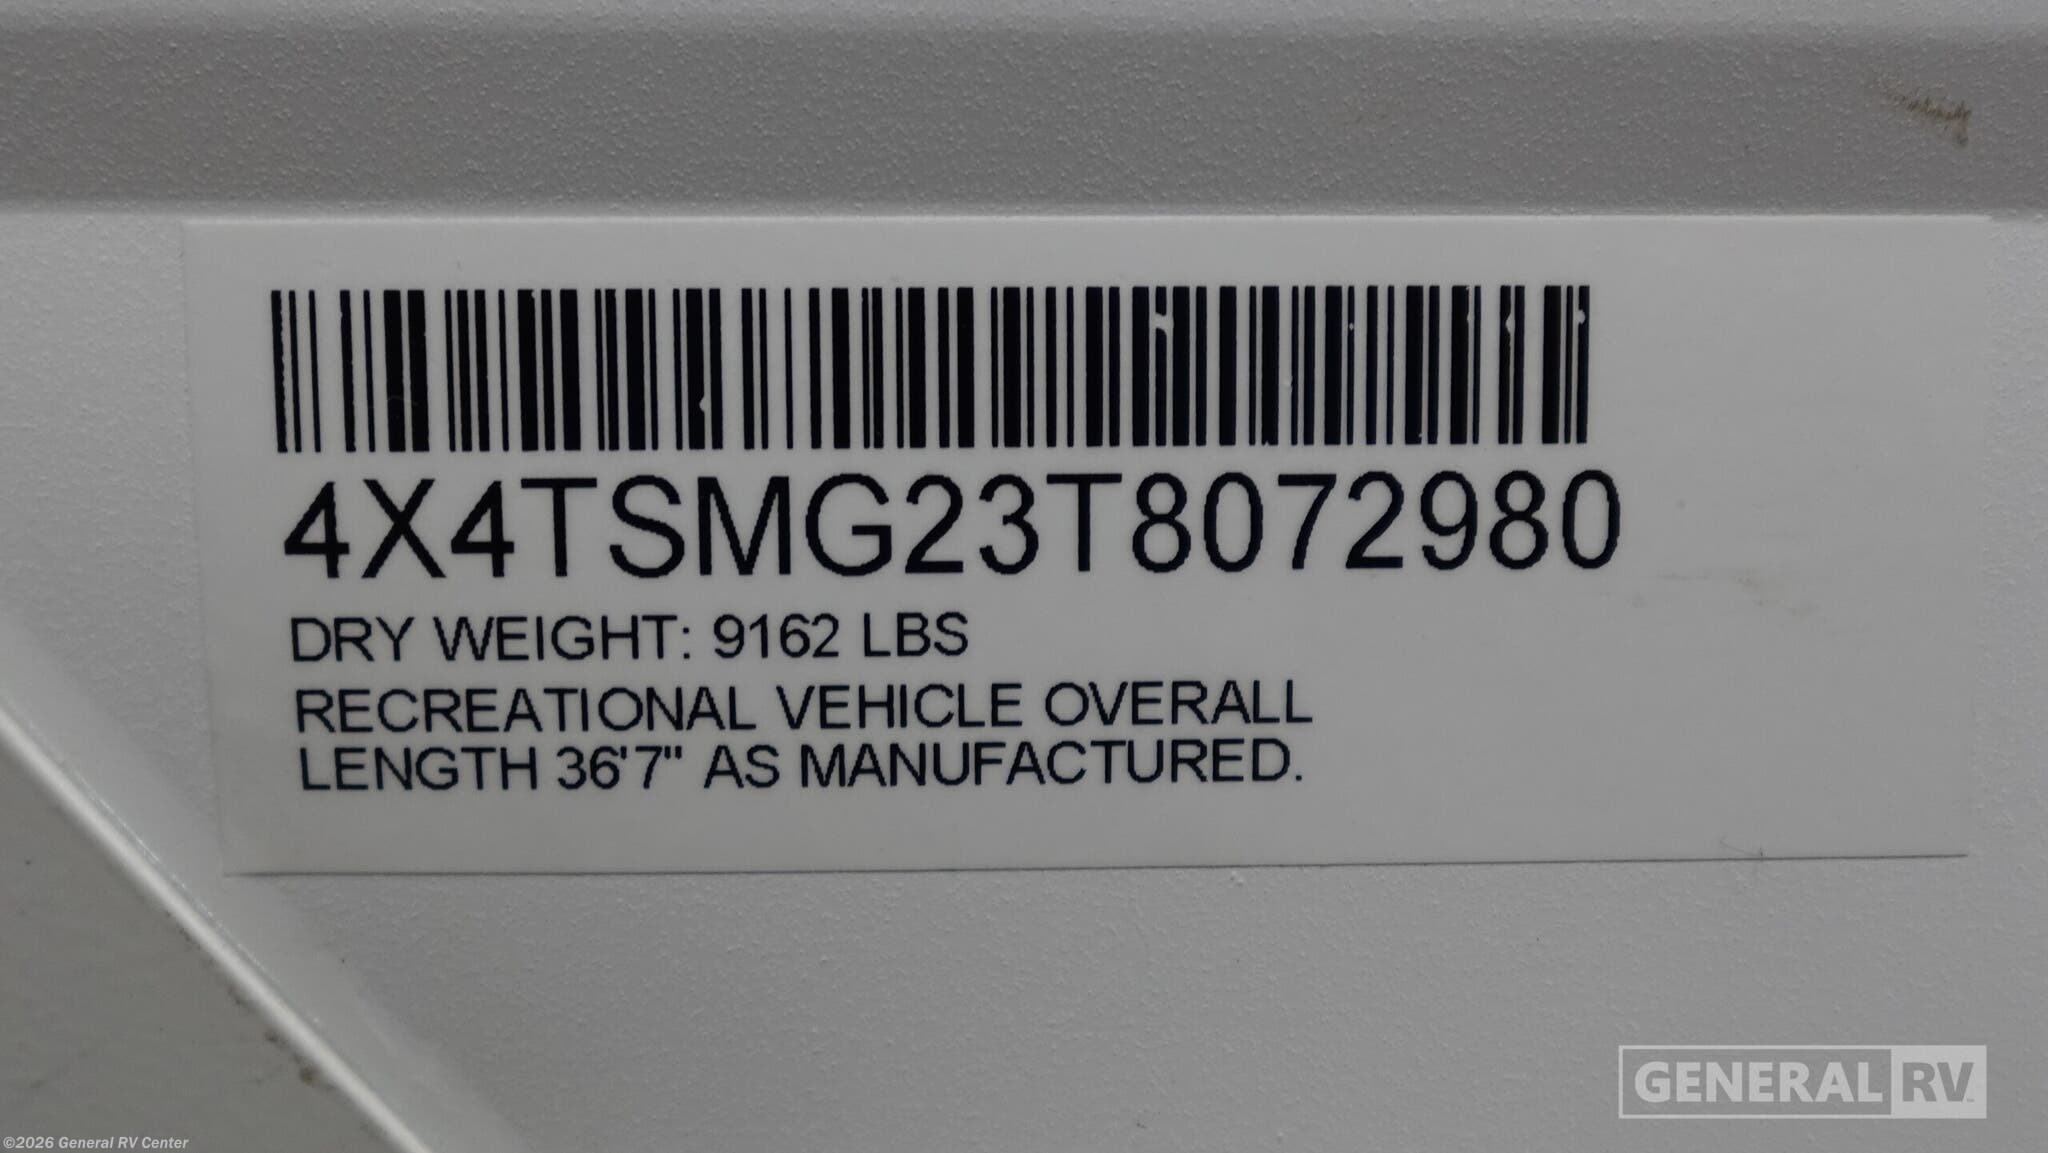 4X4TSMG23T8072980
DRY WEIGHT: 9162 LBS
RECREATIONAL VEHICLE OVERALL
LENGTH 36'7" AS MANUFACTURED.
GENERAL RV
©2026 General RV Center